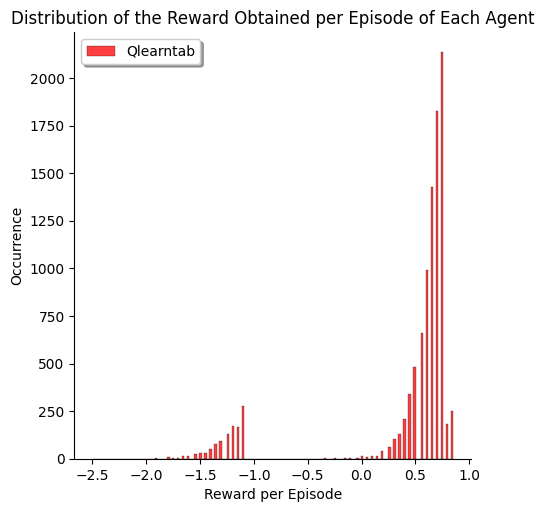 Distribution of the Reward Obtained per Episode of Each Agent
Qlearntab
2000
1750
1500
1250
1000
750
500
250
0
Occurrence
−2.5 −2.0 −1.5 −1.0 −0.5 0.0 0.5 1.0
Reward per Episode